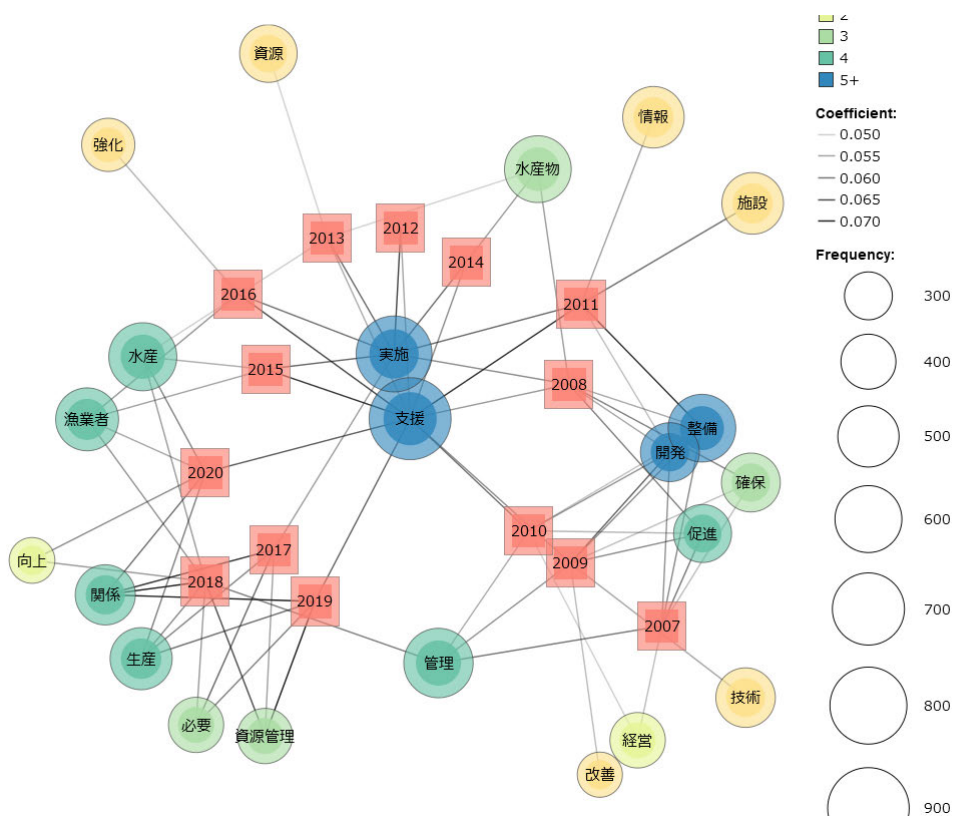 資源
強化
情報
水産物
施設
2013
2012
2014
2016
2011
水産
実施
2015
2008
漁業者
支援
整備
開発
2020
確保
2010
促進
向上
2017
2009
関係
2018
2019
2007
生産
管理
必要
資源管理
技術
経営
改善
2
3
4
5+
Coefficient:
0.050
0.055
0.060
0.065
0.070
Frequency:
300
400
500
600
700
800
900